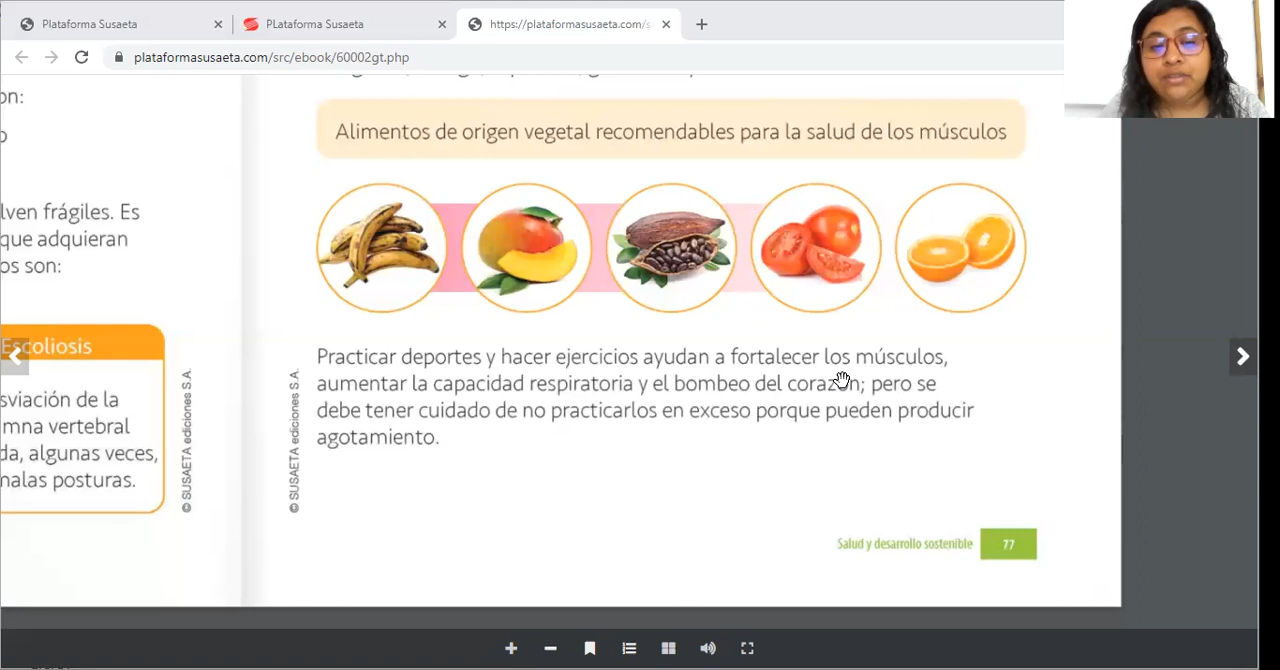 Plataforma Susaeta
PLataforma Susaeta
https://plataformasusaeta.com/s
plataformasusaeta.com/src/ebook/60002gt.php
on:
o
lven frágiles. Es
que adquieran
os son:
Escoliosis
sviación de la
mna vertebral
da, algunas veces,
malas posturas.
© SUSAETA ediciones S.A.
© SUSAETA ediciones S.A.
Alimentos de origen vegetal recomendables para la salud de los músculos
Practicar deportes y hacer ejercicios ayudan a fortalecer los músculos,
aumentar la capacidad respiratoria y el bombeo del corazón; pero se
debe tener cuidado de no practicarlos en exceso porque pueden producir
agotamiento.
Salud y desarrollo sostenible 77